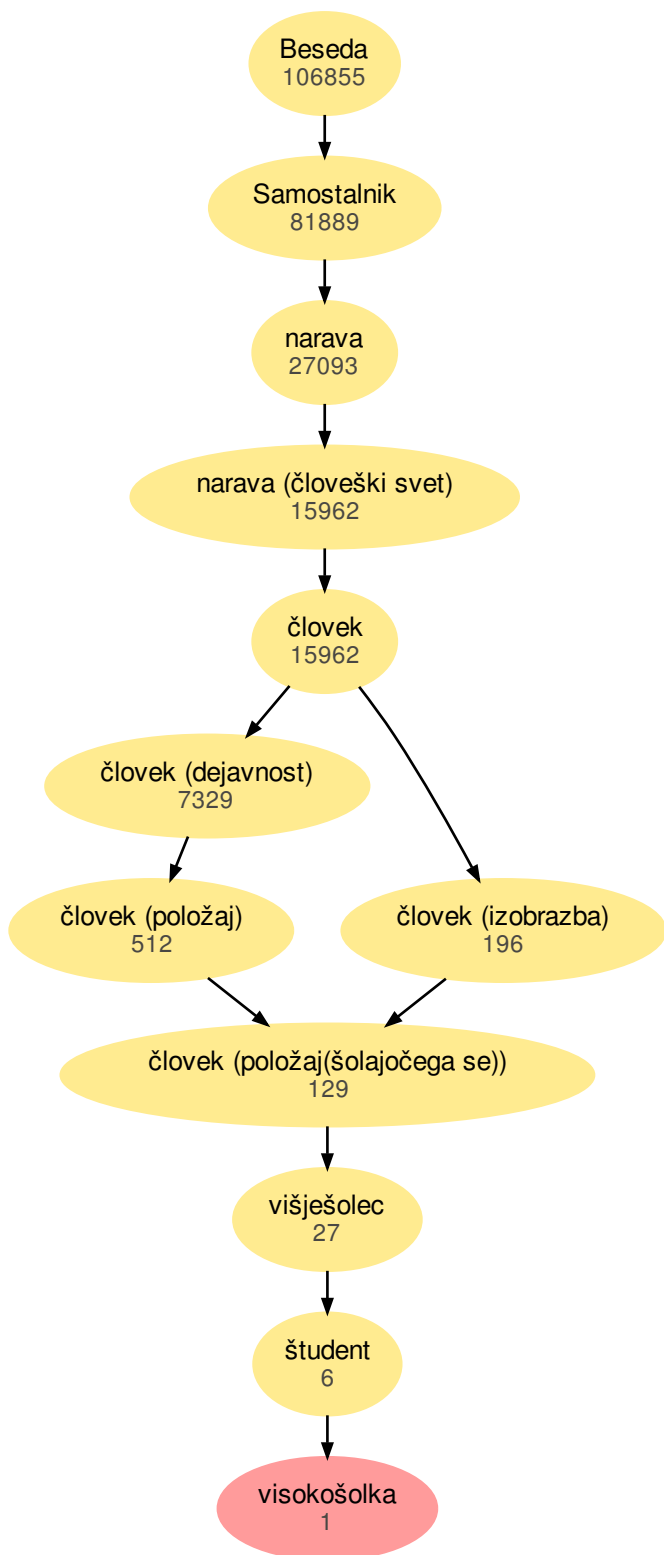 Beseda
106855
Samostalnik
81889
narava
27093
narava (človeški svet)
15962
človek
15962
človek (dejavnost)
7329
človek (položaj)
512
človek (izobrazba)
196
človek (položaj(šolajočega se))
129
višješolec
27
študent
6
visokošolka
1